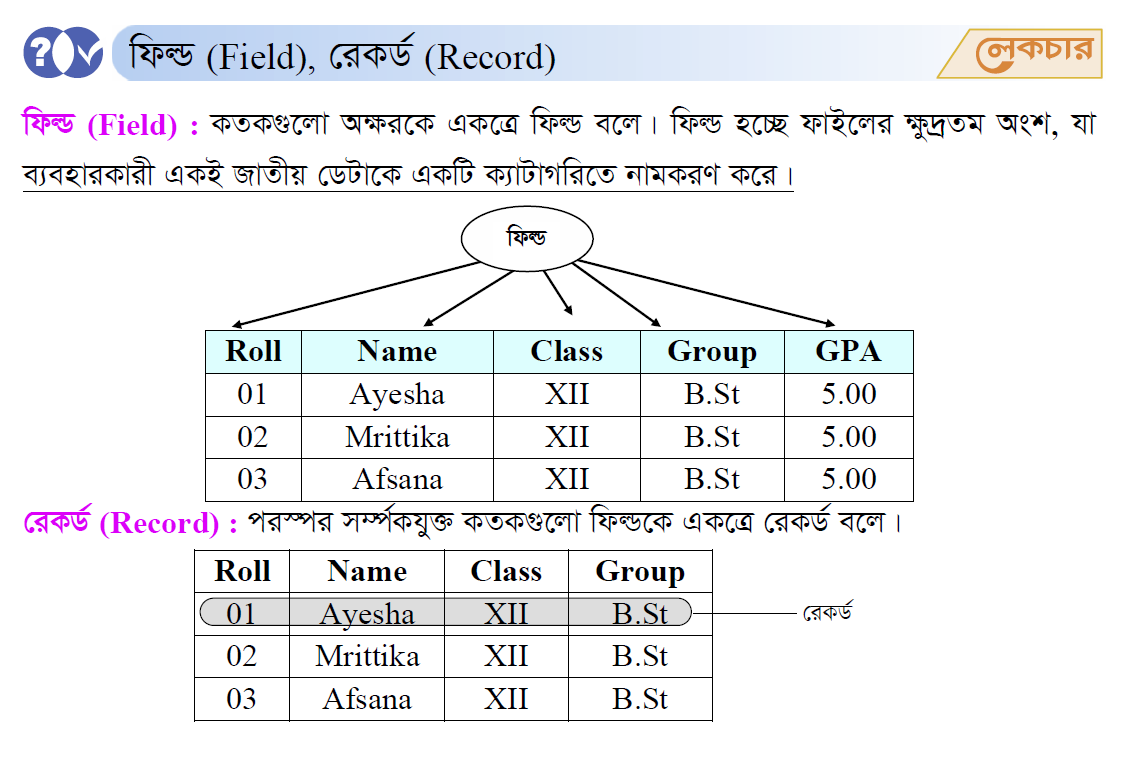 ফিল্ড (Field), রেকর্ড (Record)
লেকচার
ফিল্ড (Field) : কতকগুলো অক্ষরকে একত্রে ফিল্ড বলে। ফিল্ড হচ্ছে ফাইলের ক্ষুদ্রতম অংশ, যা
ব্যবহারকারী একই জাতীয় ডেটাকে একটি ক্যাটাগরিতে নামকরণ করে।
ফিল্ড
Roll Name Class Group GPA
01 Ayesha XII B.St 5.00
02 Mrittika XII B.St 5.00
03 Afsana XII B.St 5.00
রেকর্ড (Record) : পরস্পর সর্ম্পকযুক্ত কতকগুলো ফিল্ডকে একত্রে রেকর্ড বলে।
Roll Name Class Group
01 Ayesha XII B.St রেকর্ড
02 Mrittika XII B.St
03 Afsana XII B.St